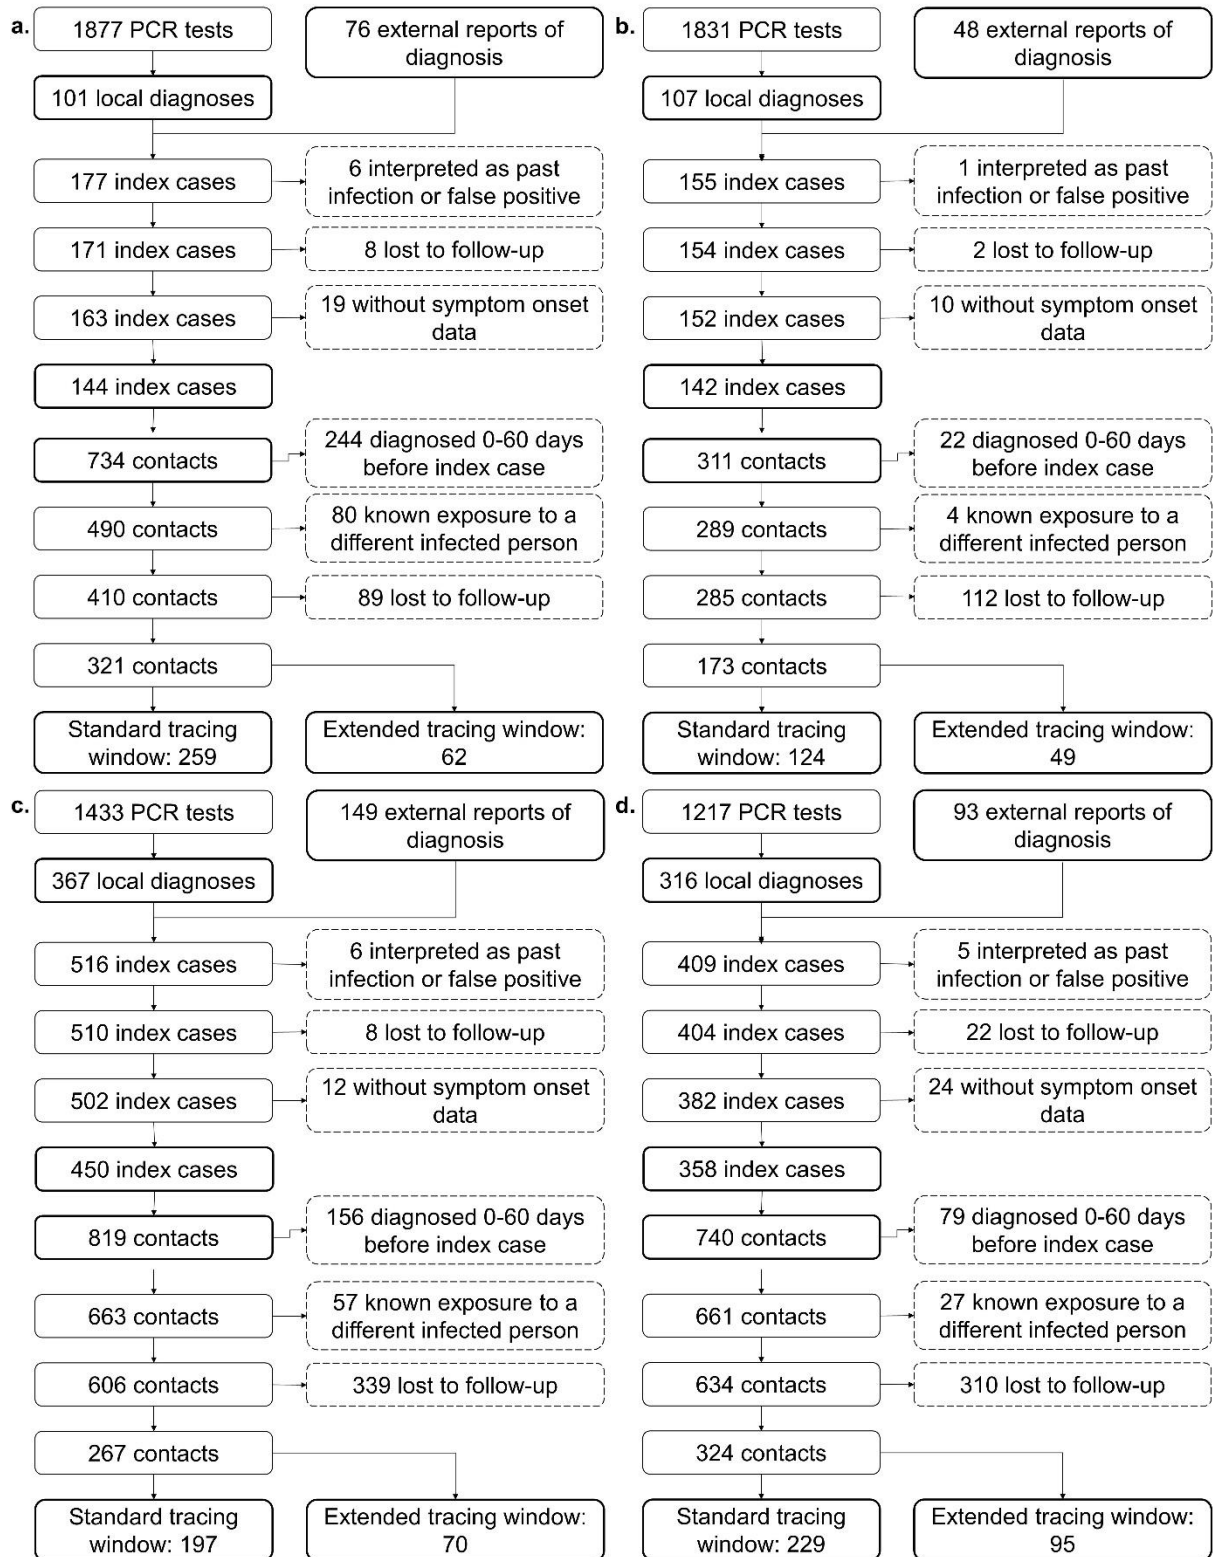 a.
1877 PCR tests
76 external reports of
diagnosis
101 local diagnoses
177 index cases
6 interpreted as past
infection or false positive
171 index cases
8 lost to follow-up
163 index cases
19 without symptom onset
data
144 index cases
734 contacts
244 diagnosed 0-60 days
before index case
490 contacts
80 known exposure to a
different infected person
410 contacts
89 lost to follow-up
321 contacts
Standard tracing
window: 259
Extended tracing window:
62
b.
1831 PCR tests
48 external reports of
diagnosis
107 local diagnoses
155 index cases
1 interpreted as past
infection or false positive
154 index cases
2 lost to follow-up
152 index cases
10 without symptom onset
data
142 index cases
311 contacts
22 diagnosed 0-60 days
before index case
289 contacts
4 known exposure to a
different infected person
285 contacts
112 lost to follow-up
173 contacts
Standard tracing
window: 124
Extended tracing window:
49
c.
1433 PCR tests
149 external reports of
diagnosis
367 local diagnoses
516 index cases
6 interpreted as past
infection or false positive
510 index cases
8 lost to follow-up
502 index cases
12 without symptom onset
data
450 index cases
819 contacts
156 diagnosed 0-60 days
before index case
663 contacts
57 known exposure to a
different infected person
606 contacts
339 lost to follow-up
267 contacts
Standard tracing
window: 197
Extended tracing window:
70
d.
1217 PCR tests
93 external reports of
diagnosis
316 local diagnoses
409 index cases
5 interpreted as past
infection or false positive
404 index cases
22 lost to follow-up
382 index cases
24 without symptom onset
data
358 index cases
740 contacts
79 diagnosed 0-60 days
before index case
661 contacts
27 known exposure to a
different infected person
634 contacts
310 lost to follow-up
324 contacts
Standard tracing
window: 229
Extended tracing window:
95